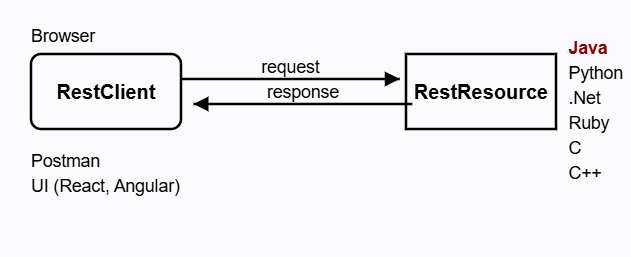 Browser
RestClient
request
response
RestResource
Java
Python
.Net
Ruby
C
C++
Postman
UI (React, Angular)